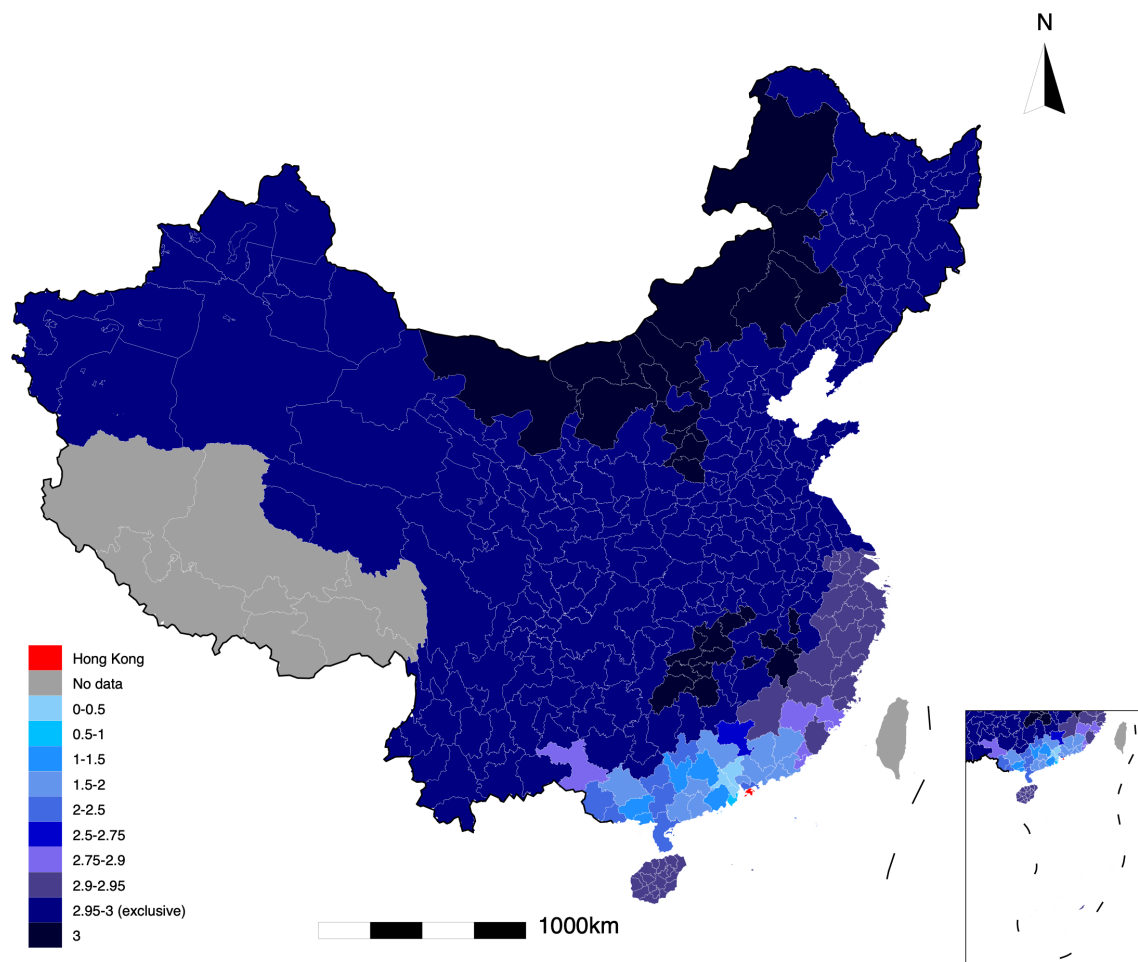 N
Hong Kong
No data
0-0.5
0.5-1
1-1.5
1.5-2
2-2.5
2.5-2.75
2.75-2.9
2.9-2.95
2.95-3 (exclusive)
3
1000km